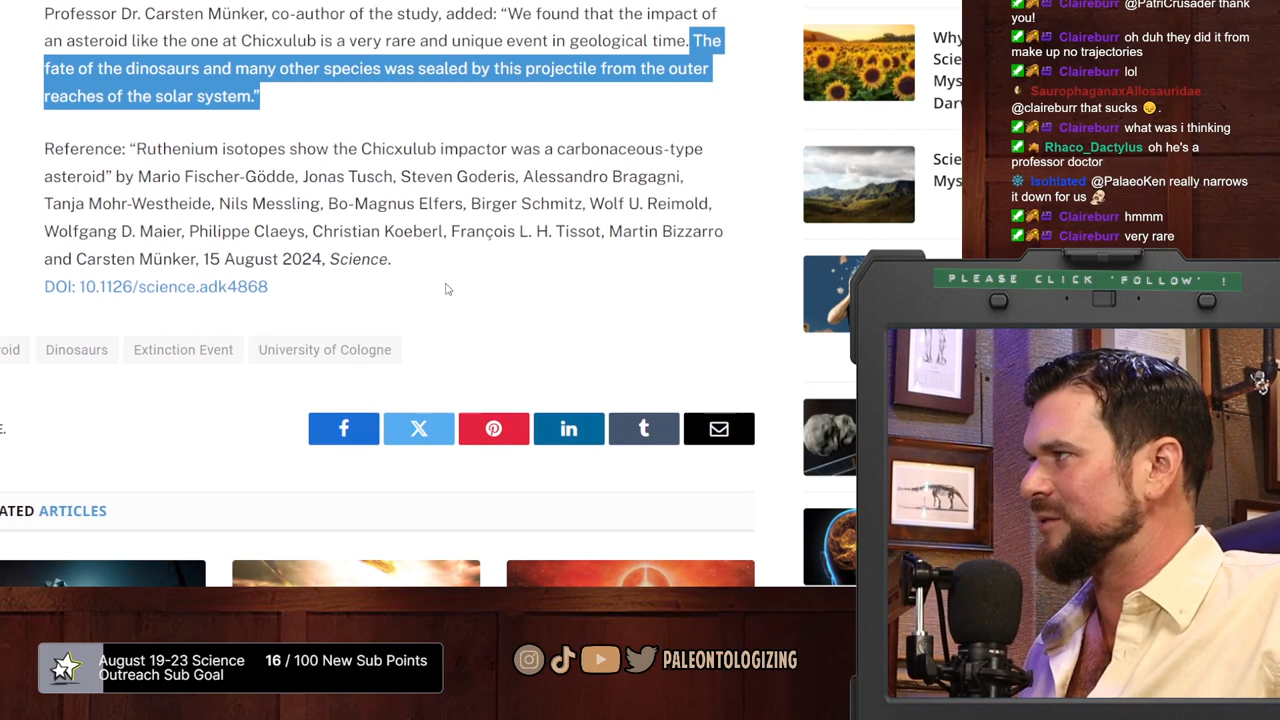 Professor Dr. Carsten Münker, co-author of the study, added: “We found that the impact of
an asteroid like the one at Chicxulub is a very rare and unique event in geological time. The
fate of the dinosaurs and many other species was sealed by this projectile from the outer
reaches of the solar system.”
Reference: “Ruthenium isotopes show the Chicxulub impactor was a carbonaceous-type
asteroid” by Mario Fischer-Gödde, Jonas Tusch, Steven Goderis, Alessandro Bragagni,
Tanja Mohr-Westheide, Nils Messling, Bo-Magnus Elfers, Birger Schmitz, Wolf U. Reimold,
Wolfgang D. Maier, Philippe Claeys, Christian Koeberl, François L. H. Tissot, Martin Bizzarro
and Carsten Münker, 15 August 2024, Science.
DOI: 10.1126/science.adk4868
roid
Dinosaurs
Extinction Event
University of Cologne
E.
ATED ARTICLES
Why
Scie
Mys
Darw
Scie
Mys
Claireburr @PatriCrusader thank
you!
Claireburr oh duh they did it from
make up no trajectories
Claireburr lol
SaurophaganaxAllosauridae
@claireburr that sucks 😞.
Claireburr what was i thinking
Rhaco_Dactylus oh he's a
professor doctor
Isohlated @PalaeoKen really narrows
it down for us
Claireburr hmmm
Claireburr very rare
PLEASE CLICK 'FOLLOW' !
August 19-23 Science
Outreach Sub Goal
16 / 100 New Sub Points
PALEONTOLOGIZING